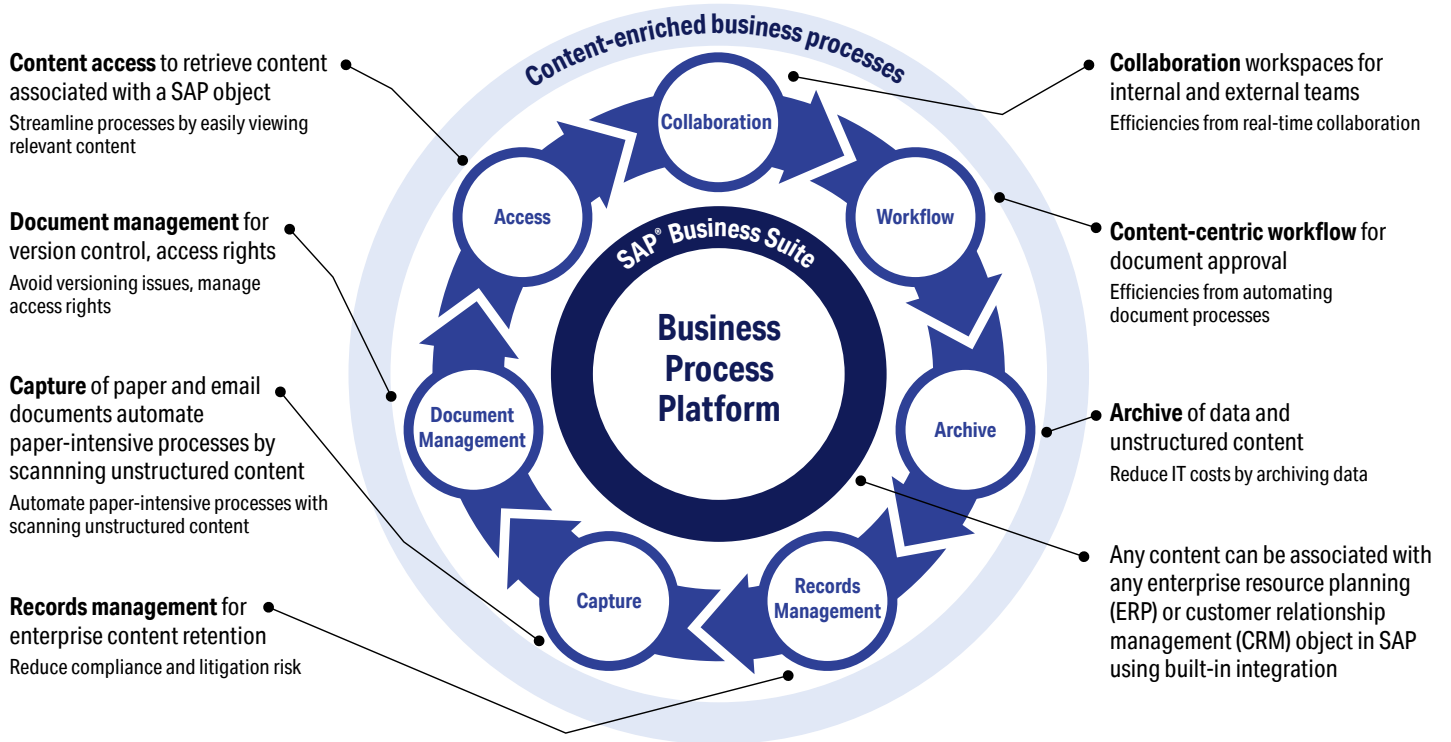 Content-enriched business processes
Content access to retrieve content
associated with a SAP object
Streamline processes by easily viewing
relevant content
Document management for
version control, access rights
Avoid versioning issues, manage
access rights
Capture of paper and email
documents automate
paper-intensive processes by
scannning unstructured content
Automate paper-intensive processes with
scanning unstructured content
Records management for
enterprise content retention
Reduce compliance and litigation risk
Collaboration
Workflow
Archive
Records
Management
Capture
Document
Management
Access
SAP® Business Suite
Business
Process
Platform
Collaboration workspaces for
internal and external teams
Efficiencies from real-time collaboration
Content-centric workflow for
document approval
Efficiencies from automating
document processes
Archive of data and
unstructured content
Reduce IT costs by archiving data
Any content can be associated with
any enterprise resource planning
(ERP) or customer relationship
management (CRM) object in SAP
using built-in integration